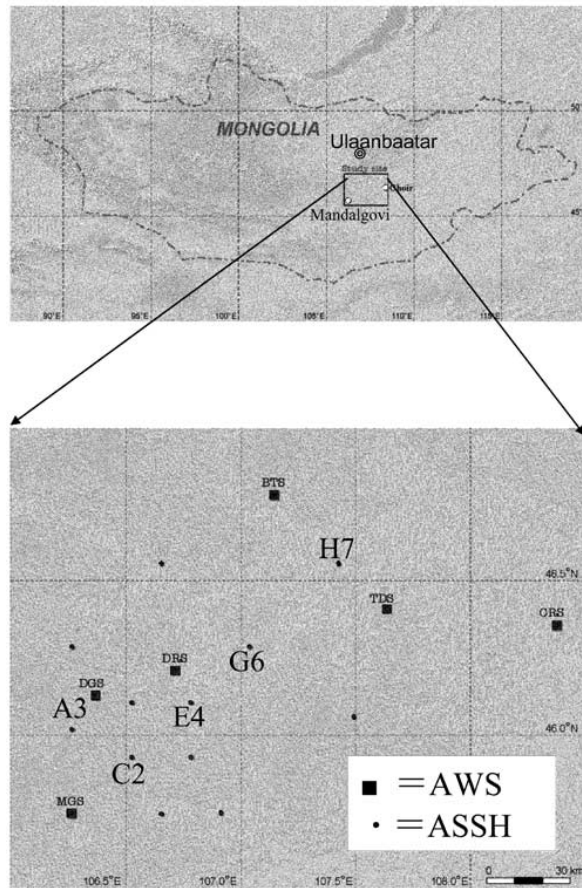 50
MONGOLIA
Ulaanbaatar
Study site
Choir
Mandalgovi
45
90°E 95°E 100°E 105°E 110°E 115°E
BTS
H7
46.5°N
TDS
CRS
G6
DRS
DGS
A3
E4
46.0°N
C2
MGS
■ =AWS
• =ASSH
106.5°E 107.0°E 107.5°E 108.0°E
0 30 km